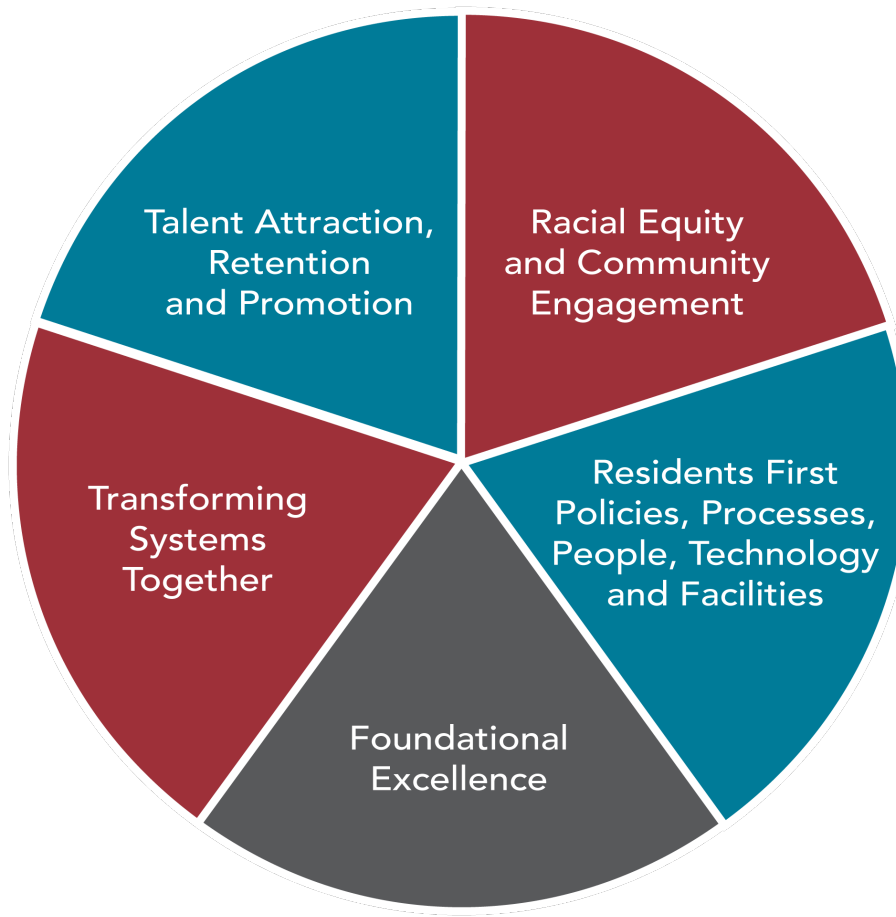 Talent Attraction,
Retention
and Promotion
Racial Equity
and Community
Engagement
Residents First
Policies, Processes,
People, Technology
and Facilities
Foundational
Excellence
Transforming
Systems
Together